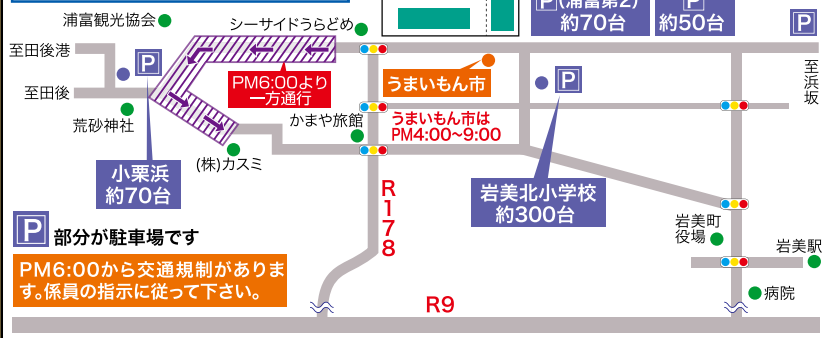 P(浦富第2)
約70台
P
約50台
P
浦富観光協会
シーサイドうらどめ
至田後港
P
至田後
PM6:00より
一方通行
うまいもん市
P
至浜坂
荒砂神社
かまや旅館
うまいもん市は
PM4:00~9:00
(株)カスミ
小栗浜
約70台
岩美北小学校
約300台
R178
P
部分が駐車場です
岩美町
役場
岩美駅
PM6:00から交通規制がありま
す。係員の指示に従って下さい。
病院
R9